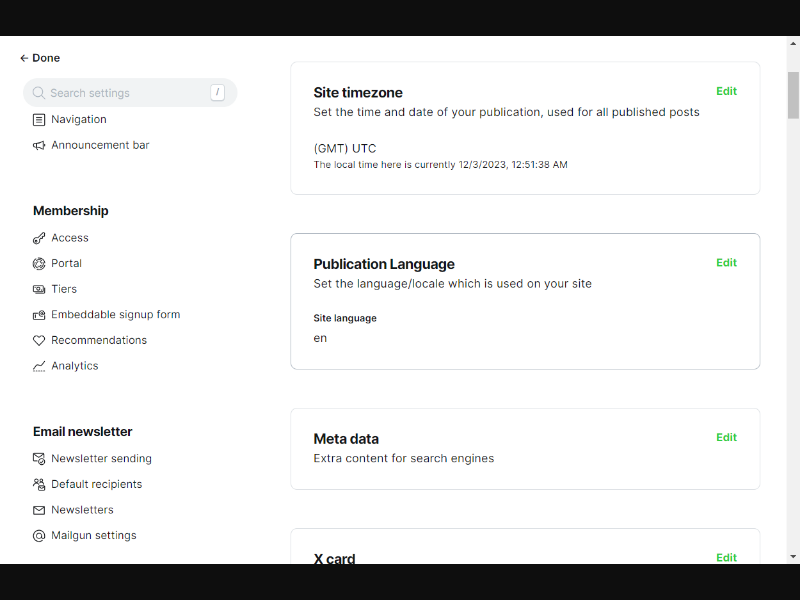 Done
Search settings
/
Navigation
Announcement bar
Membership
Access
Portal
Tiers
Embeddable signup form
Recommendations
Analytics
Email newsletter
Newsletter sending
Default recipients
Newsletters
Mailgun settings
Site timezone
Edit
Set the time and date of your publication, used for all published posts
(GMT) UTC
The local time here is currently 12/3/2023, 12:51:38 AM
Publication Language
Edit
Set the language/locale which is used on your site
Site language
en
Meta data
Edit
Extra content for search engines
X card
Edit